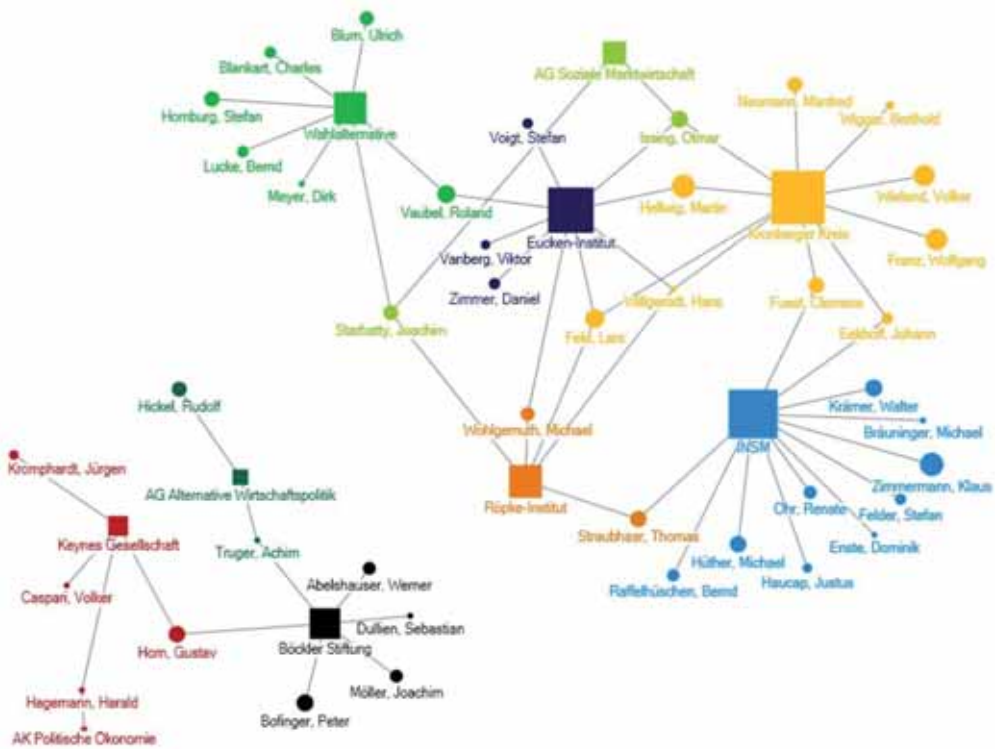 Blum, Ulrich
Blankart, Charles
Homburg, Stefan
Wahlalternative
Lucke, Bernd
Meyer, Dirk
Vaubel, Roland
AG Soziale Marktwirtschaft
Voigt, Stefan
Issing, Otmar
Neumann, Manfred
Wigger, Berthold
Hellwig, Martin
Wieland, Volker
Eucken-Institut
Kronberger Kreis
Vanberg, Viktor
Franz, Wolfgang
Zimmer, Daniel
Willgerodt, Hans
Fuest, Clemens
Starbatty, Joachim
Feld, Lars
Eekhoff, Johann
Hickel, Rudolf
Wohlgemuth, Michael
Krämer, Walter
Bräuninger, Michael
INSM
Kromphardt, Jürgen
AG Alternative Wirtschaftspolitik
Röpke-Institut
Zimmermann, Klaus
Ohr, Renate
Felder, Stefan
Keynes Gesellschaft
Straubhaar, Thomas
Enste, Dominik
Truger, Achim
Hüther, Michael
Haucap, Justus
Raffelhüschen, Bernd
Abelshauser, Werner
Caspari, Volker
Dullien, Sebastian
Horn, Gustav
Böckler Stiftung
Möller, Joachim
Hagemann, Harald
Bofinger, Peter
AK Politische Ökonomie